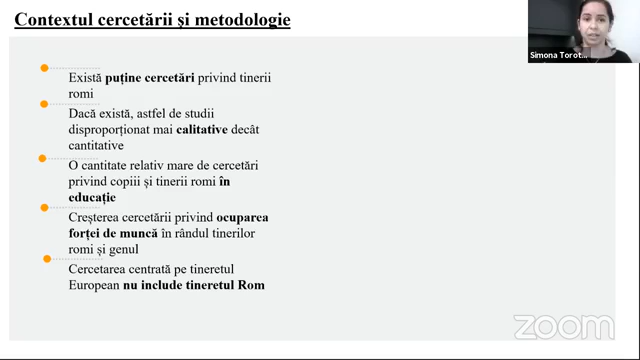 Contextul cercetării și metodologie
Simona Torot...
Există puține cercetări privind tinerii
romi
Dacă există, astfel de studii
disproporționat mai calitative decât
cantitative
O cantitate relativ mare de cercetări
privind copiii și tinerii romi în
educație
Creșterea cercetării privind ocuparea
forței de muncă în rândul tinerilor
romi și genul
Cercetarea centrată pe tineretul
European nu include tineretul Rom
zoom